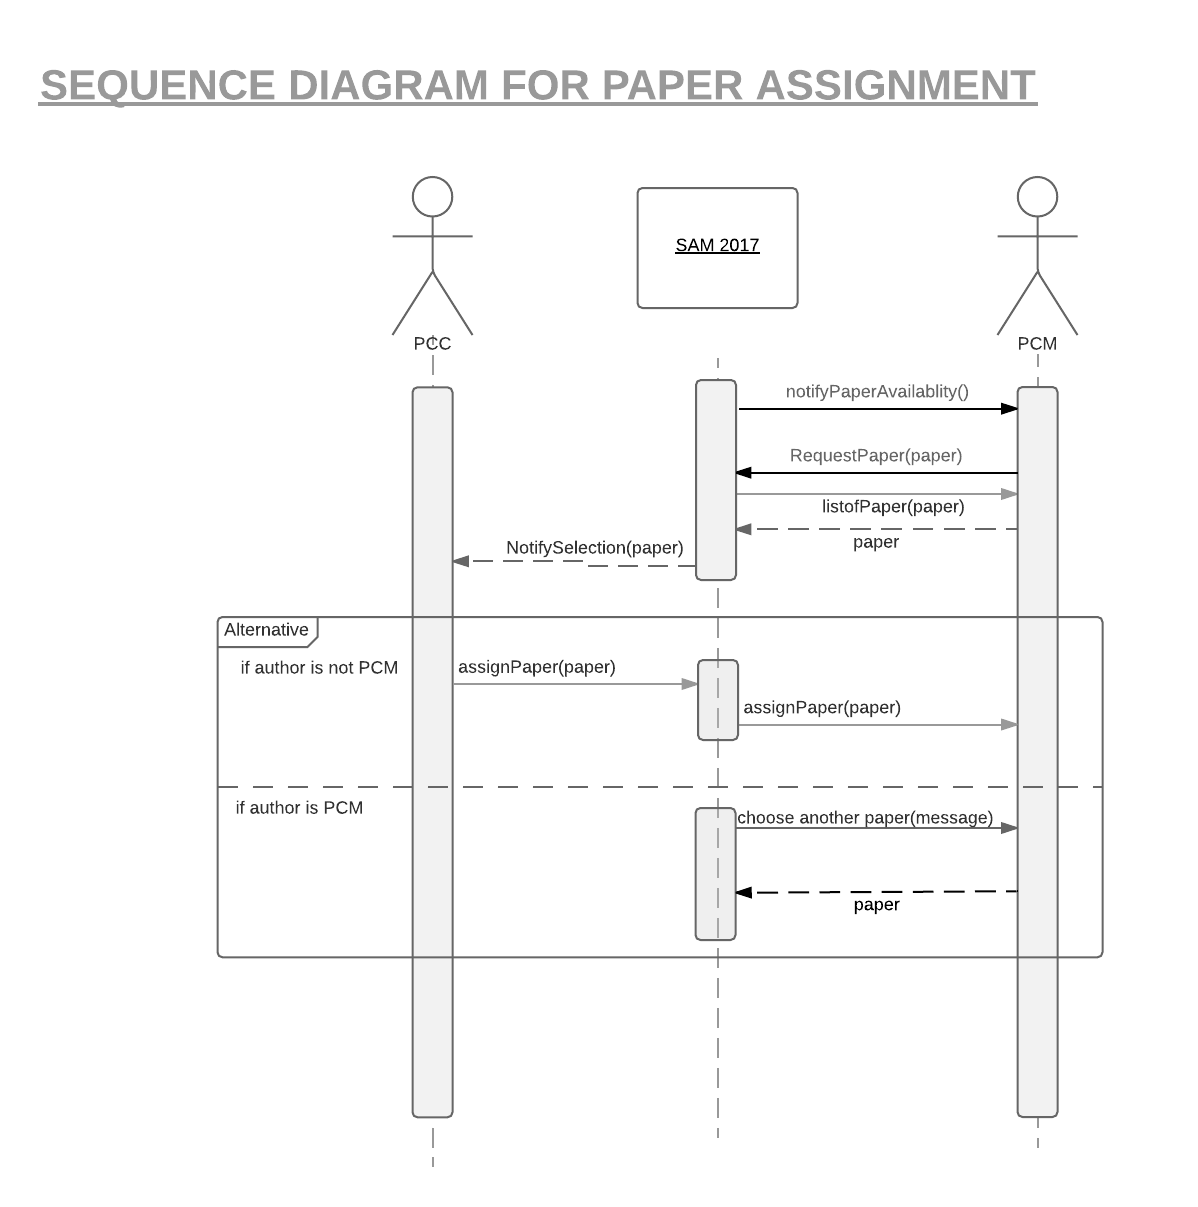 SEQUENCE DIAGRAM FOR PAPER ASSIGNMENT
SAM 2017
PCC
PCM
notifyPaperAvailablity()
RequestPaper(paper)
listofPaper(paper)
paper
NotifySelection(paper)
Alternative
if author is not PCM
assignPaper(paper)
assignPaper(paper)
if author is PCM
choose another paper(message)
paper